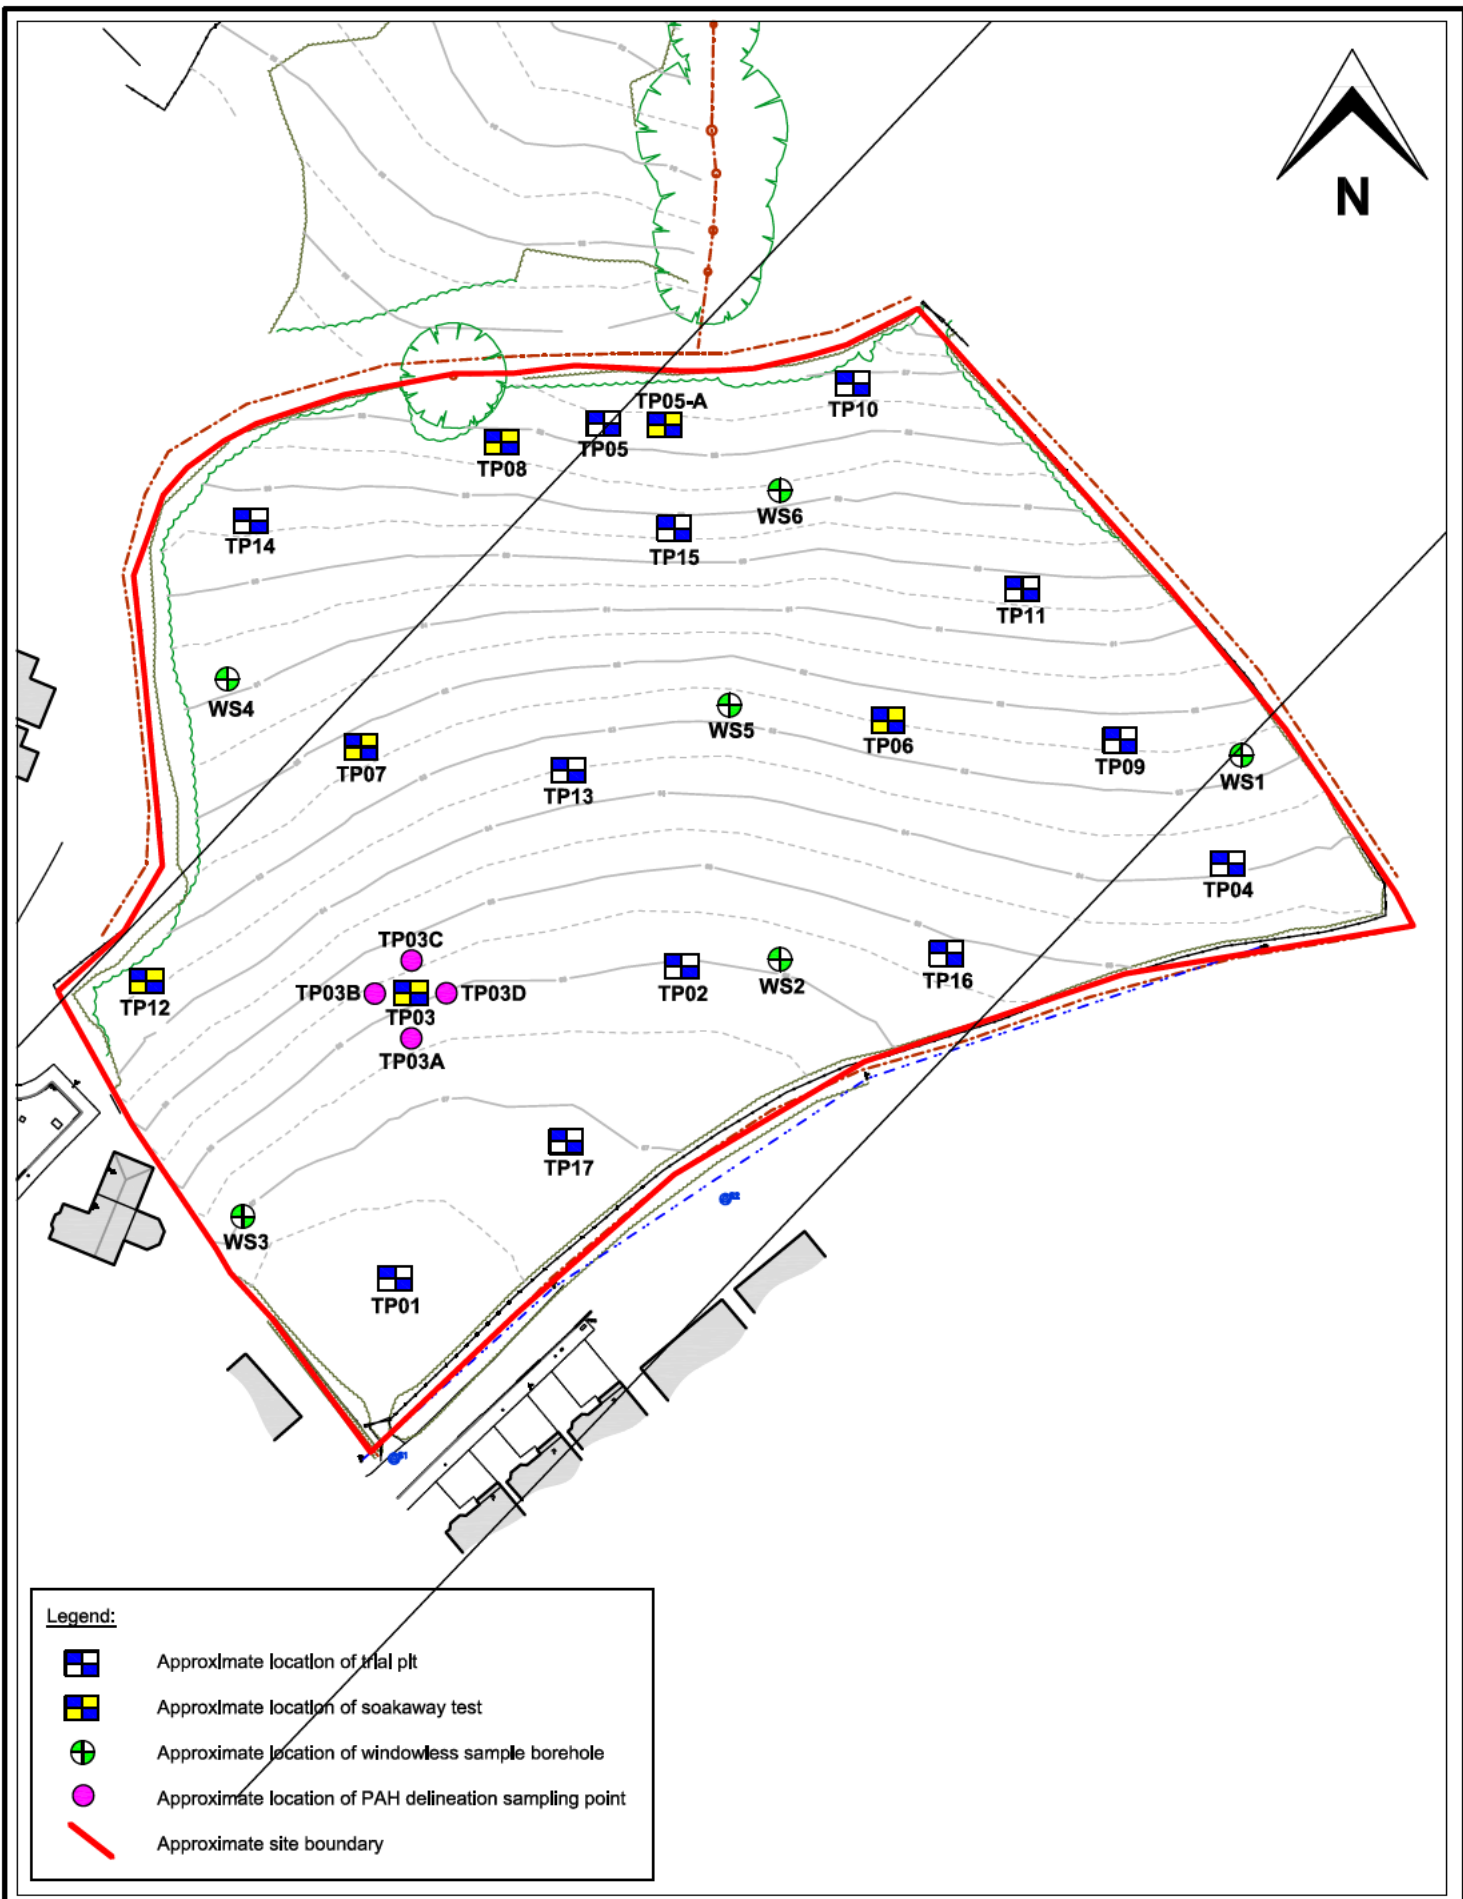 N
TP10
TP05-A
TP05
TP08
WS6
TP14
TP15
TP11
WS4
WS5
TP06
TP07
TP09
WS1
TP13
TP04
TP03C
TP12
TP03B
TP03D
TP03
TP02
WS2
TP16
TP03A
TP17
WS3
TP01
Legend:
Approximate location of trial pit
Approximate location of soakaway test
Approximate location of windowless sample borehole
Approximate location of PAH delineation sampling point
Approximate site boundary